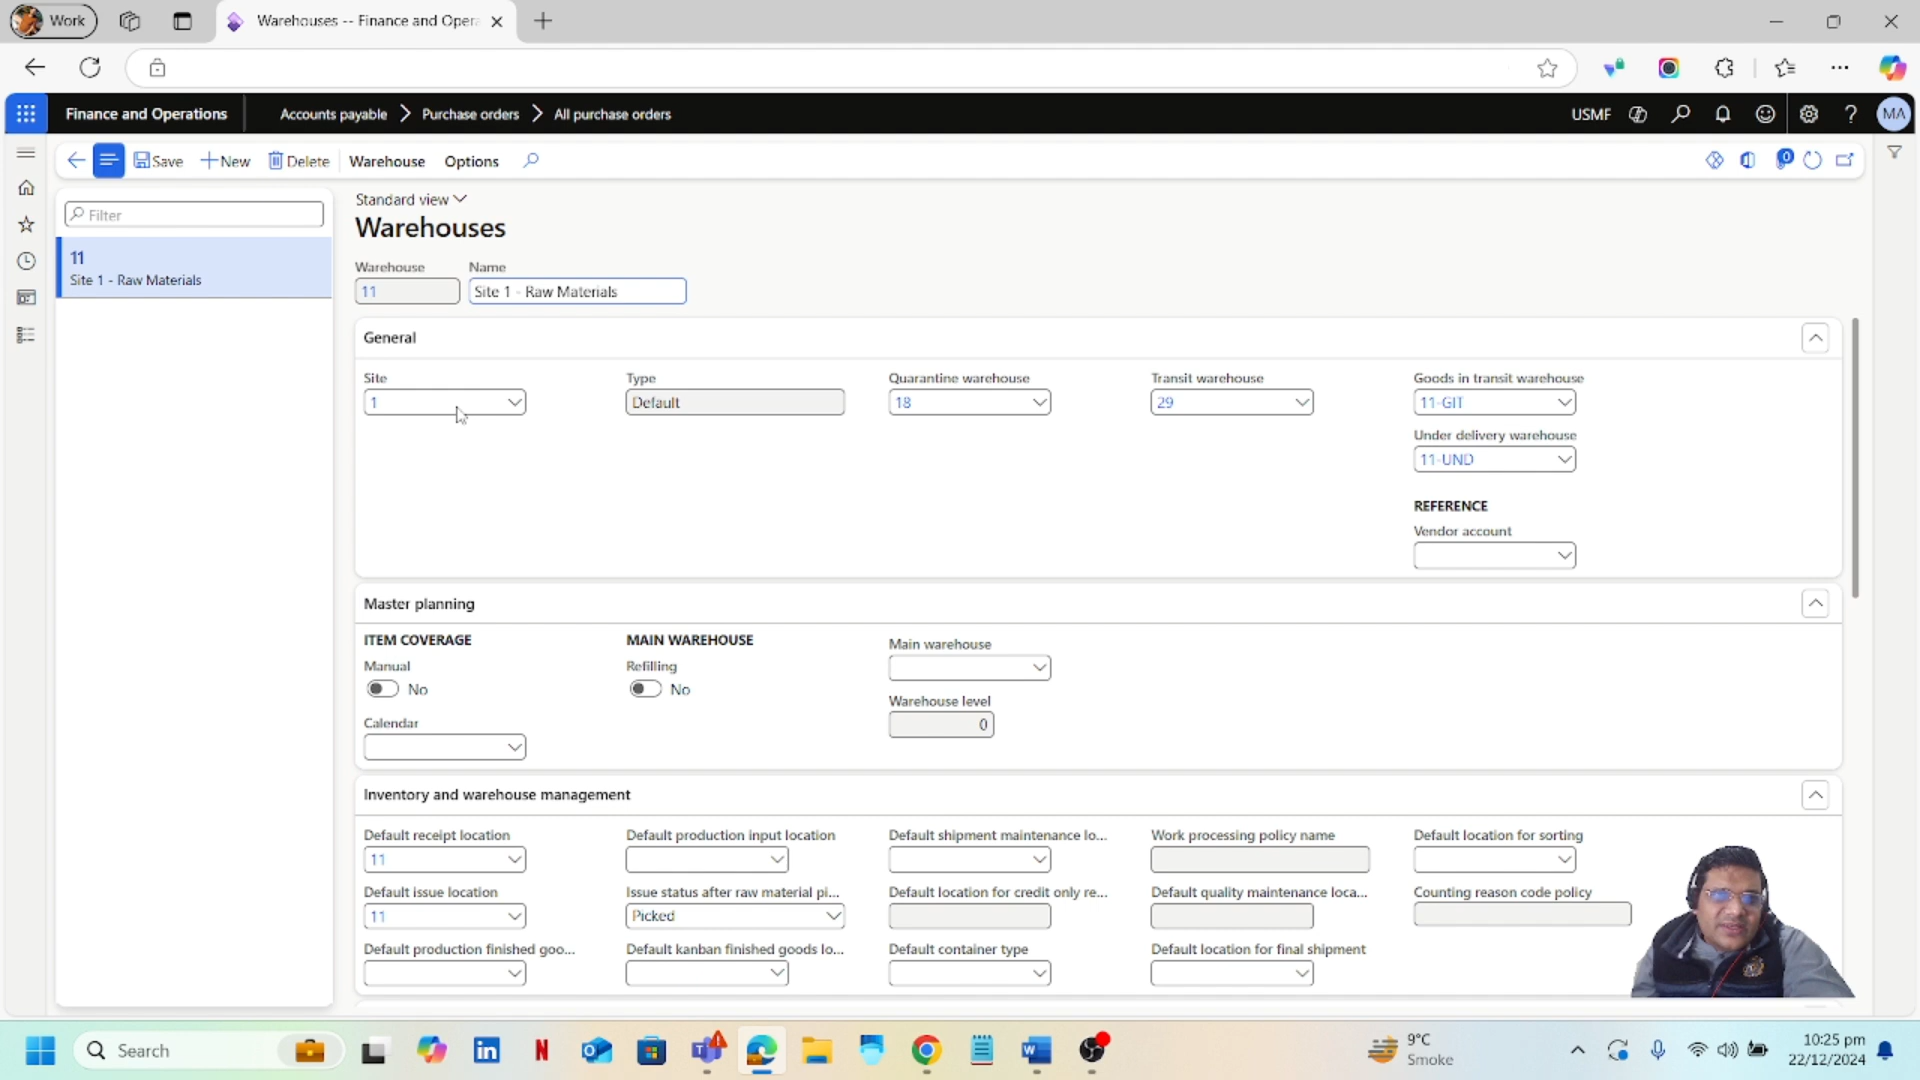 Work
Warehouses -- Finance and Opera
Finance and Operations
Accounts payable
Purchase orders
All purchase orders
USMF
MA
Save
New
Delete
Warehouse
Options
0
Filter
11
Site 1 - Raw Materials
Standard view
Warehouses
Warehouse
Name
11
Site 1 - Raw Materials
General
Site
Type
Quarantine warehouse
Transit warehouse
Goods in transit warehouse
1
Default
18
29
11-GIT
Under delivery warehouse
11-UND
REFERENCE
Vendor account
Master planning
ITEM COVERAGE
MAIN WAREHOUSE
Main warehouse
Manual
Refilling
No
No
Warehouse level
0
Calendar
Inventory and warehouse management
Default receipt location
Default production input location
Default shipment maintenance lo...
Work processing policy name
Default location for sorting
11
Default issue location
Issue status after raw material pi...
Default location for credit only re...
Default quality maintenance loca...
Counting reason code policy
11
Picked
Default production finished goo...
Default kanban finished goods lo...
Default container type
Default location for final shipment
Search
9°C
Smoke
10:25 pm
22/12/2024